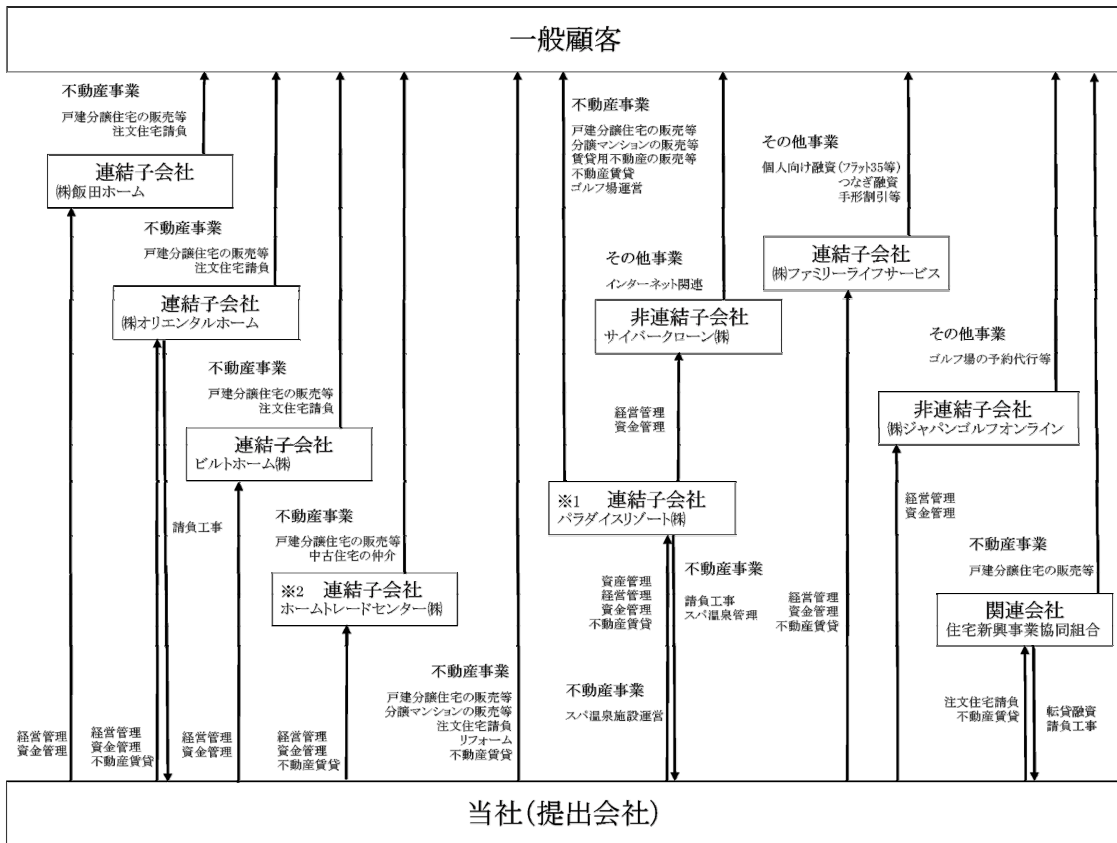 一般顧客
不動産事業
戸建分譲住宅の販売等
注文住宅請負
連結子会社
㈱飯田ホーム
不動産事業
戸建分譲住宅の販売等
注文住宅請負
連結子会社
㈱オリエンタルホーム
不動産事業
戸建分譲住宅の販売等
注文住宅請負
連結子会社
ビルトホーム㈱
請負工事
不動産事業
戸建分譲住宅の販売等
中古住宅の仲介
※2 連結子会社
ホームトレードセンター㈱
経営管理
資金管理
経営管理
資金管理
不動産賃貸
経営管理
資金管理
経営管理
資金管理
不動産賃貸
不動産事業
戸建分譲住宅の販売等
分譲マンションの販売等
注文住宅請負
リフォーム
不動産賃貸
不動産事業
戸建分譲住宅の販売等
分譲マンションの販売等
賃貸用不動産の販売等
不動産賃貸
ゴルフ場運営
その他事業
インターネット関連
非連結子会社
サイバークローン㈱
経営管理
資金管理
※1 連結子会社
パラダイスリゾート㈱
資産管理
経営管理
資金管理
不動産賃貸
不動産事業
請負工事
スパ温泉管理
不動産事業
スパ温泉施設運営
その他事業
個人向け融資(フラット35等)
つなぎ融資
手形割引等
連結子会社
㈱ファミリーライフサービス
経営管理
資金管理
不動産賃貸
その他事業
ゴルフ場の予約代行等
非連結子会社
㈱ジャパンゴルフオンライン
経営管理
資金管理
不動産事業
戸建分譲住宅の販売等
関連会社
住宅新興事業協同組合
注文住宅請負
不動産賃貸
転貸融資
請負工事
当社(提出会社)